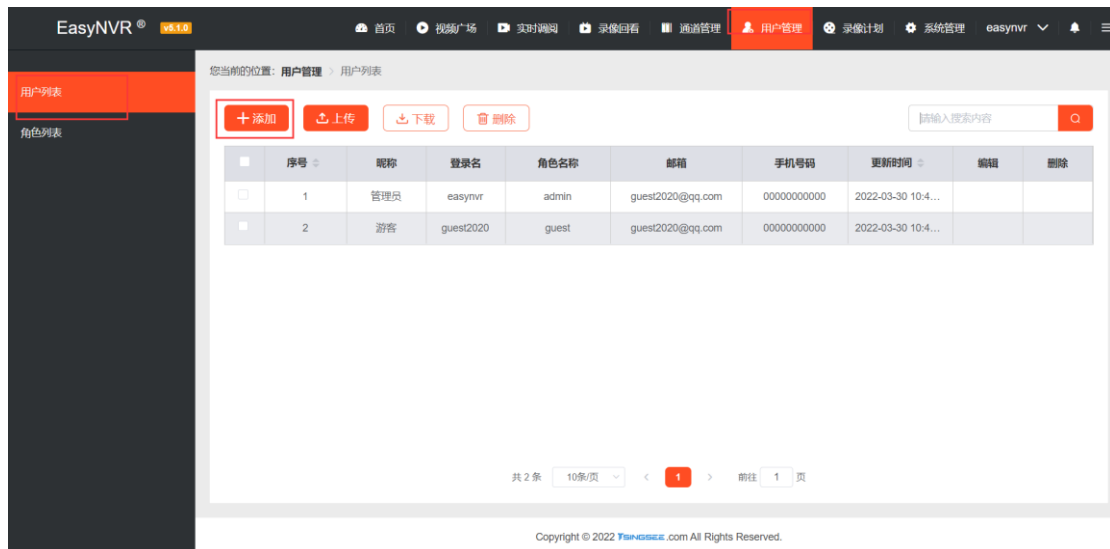 EasyNVR ® v5.1.0 首页 视频广场 实时调阅 录像回看 通道管理 用户管理 录像计划 系统管理 easynvr
您当前的位置: 用户管理 > 用户列表
用户列表
角色列表
添加 上传 下载 删除 请输入搜索内容
序号 昵称 登录名 角色名称 邮箱 手机号码 更新时间 编辑 删除
1 管理员 easynvr admin guest2020@qq.com 00000000000 2022-03-30 10:4...
2 游客 guest2020 guest guest2020@qq.com 00000000000 2022-03-30 10:4...
共 2 条 10条/页 < 1 > 前往 1 页
Copyright © 2022 TSINGSEE.com All Rights Reserved.